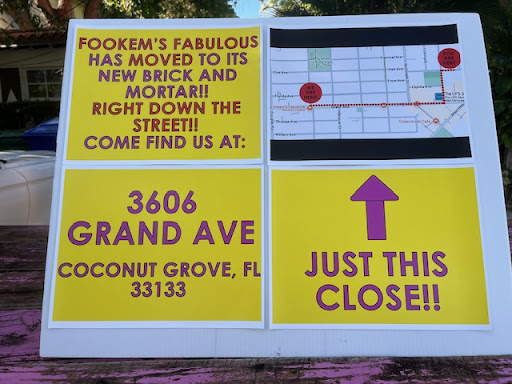 FOOKEM'S FABULOUS
HAS MOVED TO ITS
NEW BRICK AND
MORTAR!!
RIGHT DOWN THE
STREET!!
COME FIND US AT:
3606
GRAND AVE
COCONUT GROVE, FL
33133
JUST THIS
CLOSE!!